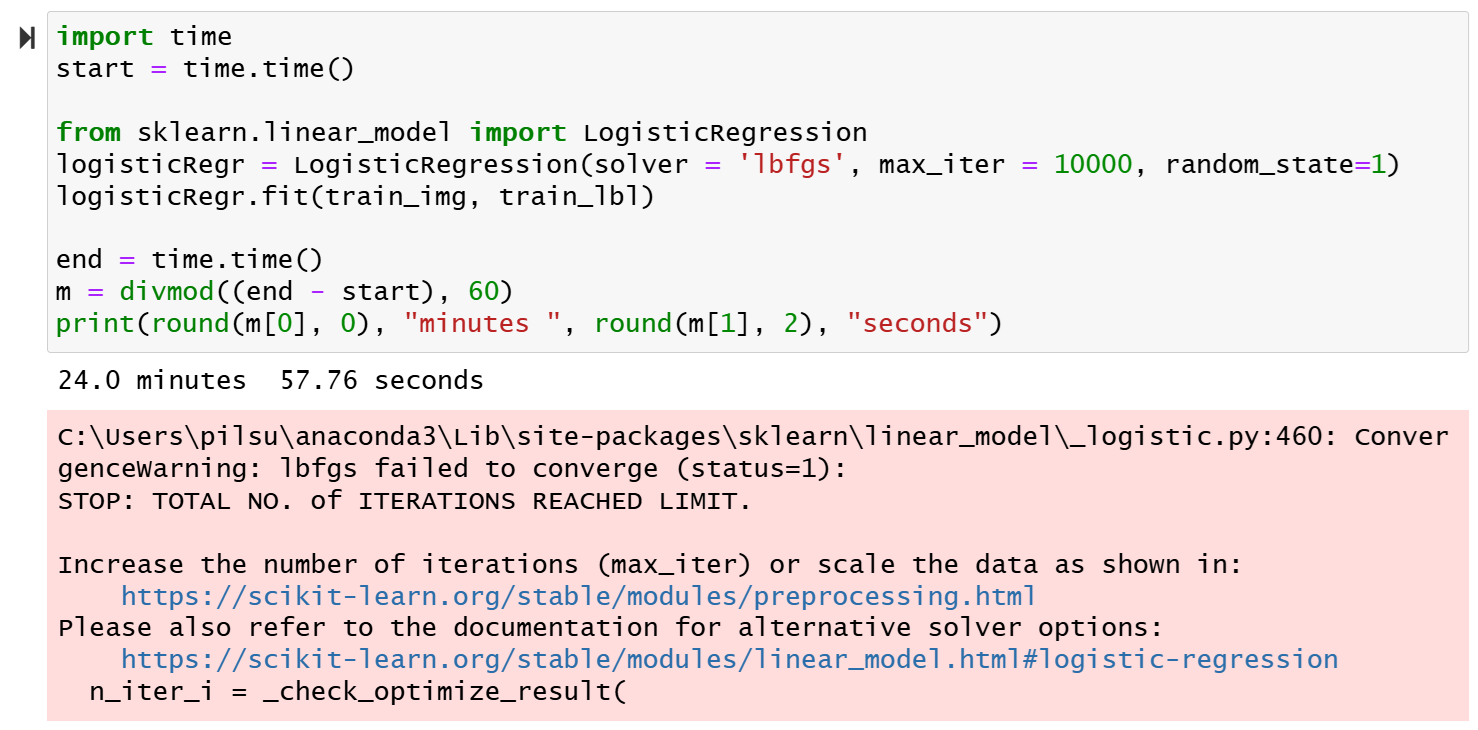 import time
start = time.time()
from sklearn.linear_model import LogisticRegression
logisticRegr = LogisticRegression(solver = 'lbfgs', max_iter = 10000, random_state=1)
logisticRegr.fit(train_img, train_lbl)
end = time.time()
m = divmod((end - start), 60)
print(round(m[0], 0), "minutes ", round(m[1], 2), "seconds")
24.0 minutes  57.76 seconds
C:\Users\pilsu\anaconda3\Lib\site-packages\sklearn\linear_model\_logistic.py:460: Conver
genceWarning: lbfgs failed to converge (status=1):
STOP: TOTAL NO. of ITERATIONS REACHED LIMIT.
Increase the number of iterations (max_iter) or scale the data as shown in:
    https://scikit-learn.org/stable/modules/preprocessing.html
Please also refer to the documentation for alternative solver options:
    https://scikit-learn.org/stable/modules/linear_model.html#logistic-regression
  n_iter_i = _check_optimize_result(